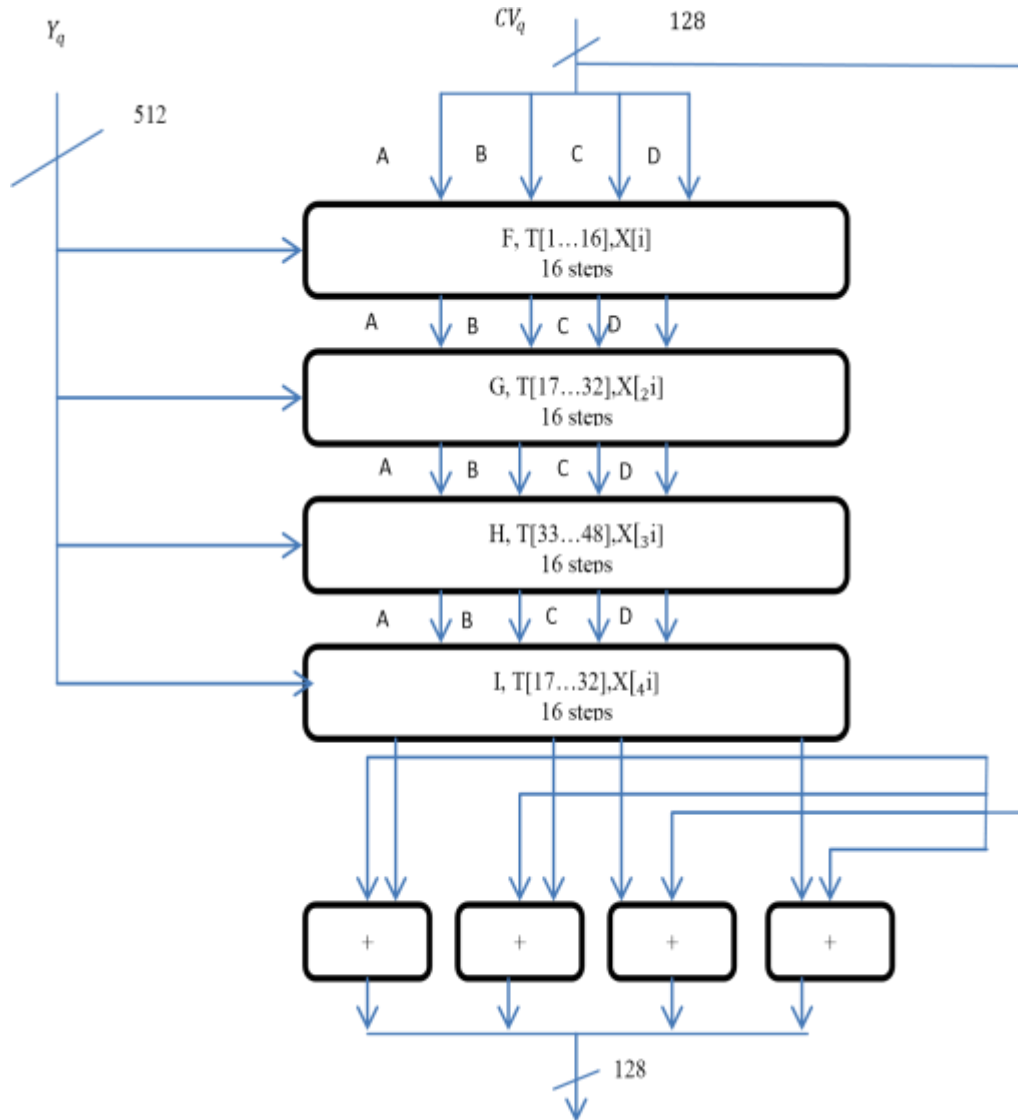 CV_q 128
Y_q
512
A B C D
F, T[1…16],X[i]
16 steps
A B C D
G, T[17…32],X[₂i]
16 steps
A B C D
H, T[33…48],X[₃i]
16 steps
A B C D
I, T[17…32],X[₄i]
16 steps
+ + + +
128